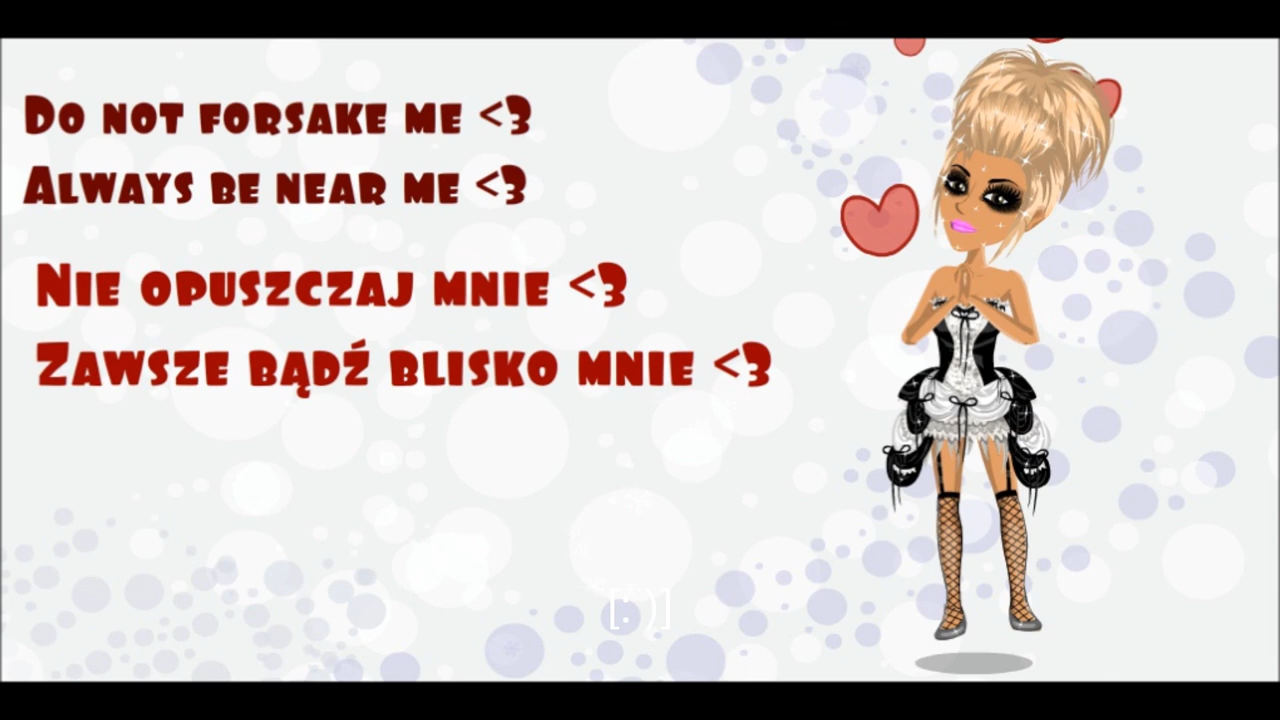 Do not forsake me <3
Always be near me <3
Nie opuszczaj mnie <3
Zawsze bądź blisko mnie <3
[: )]